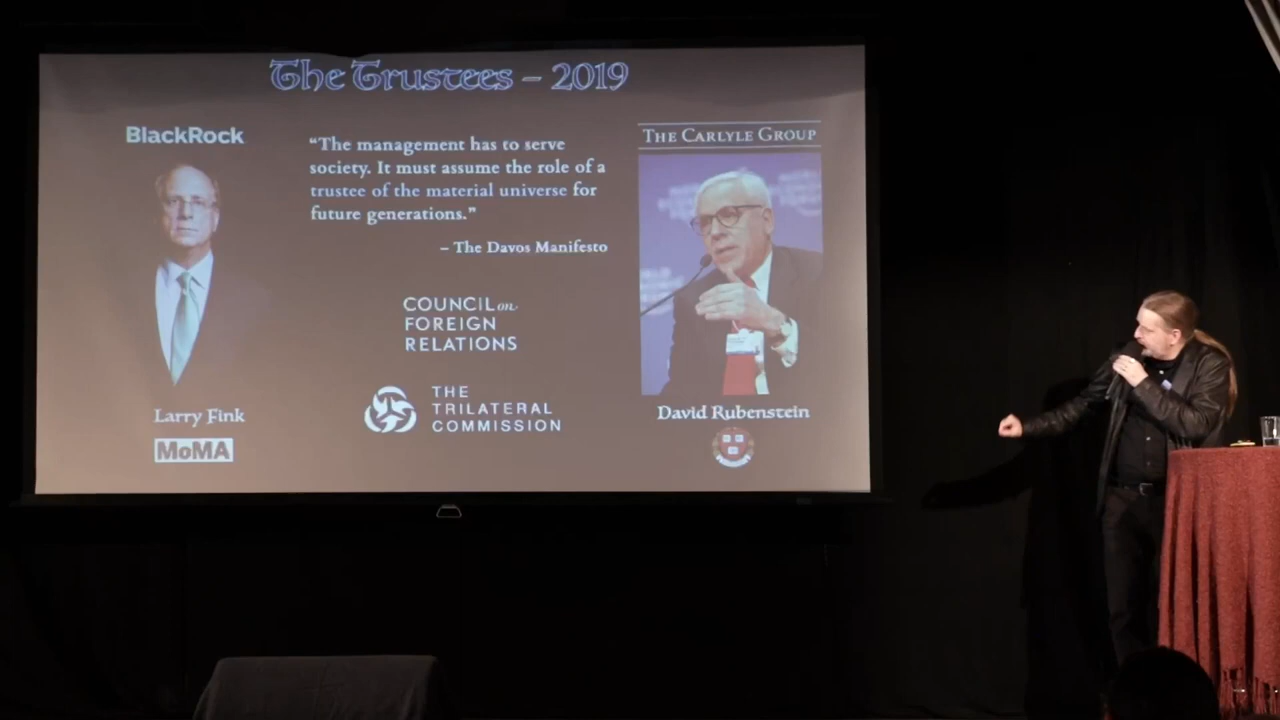 The Trustees – 2019
BlackRock
“The management has to serve
society. It must assume the role of a
trustee of the material universe for
future generations.”
– The Davos Manifesto
COUNCIL on
FOREIGN
RELATIONS
THE
TRILATERAL
COMMISSION
Larry Fink
MoMA
THE CARLYLE GROUP
David Rubenstein